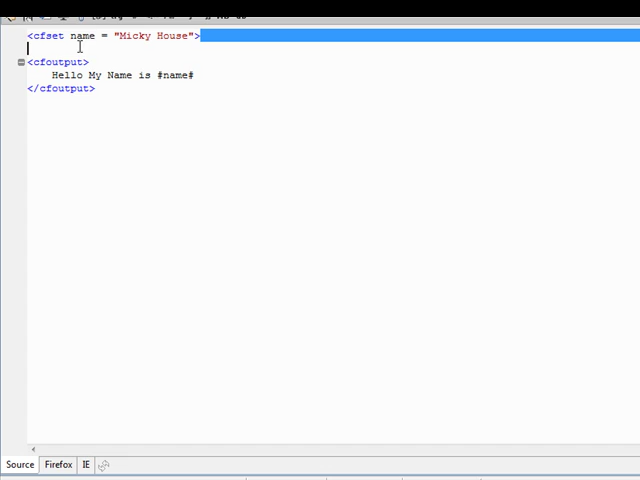 <cfset name = "Micky House">
<cfoutput>
Hello My Name is #name#
</cfoutput>
Source Firefox IE